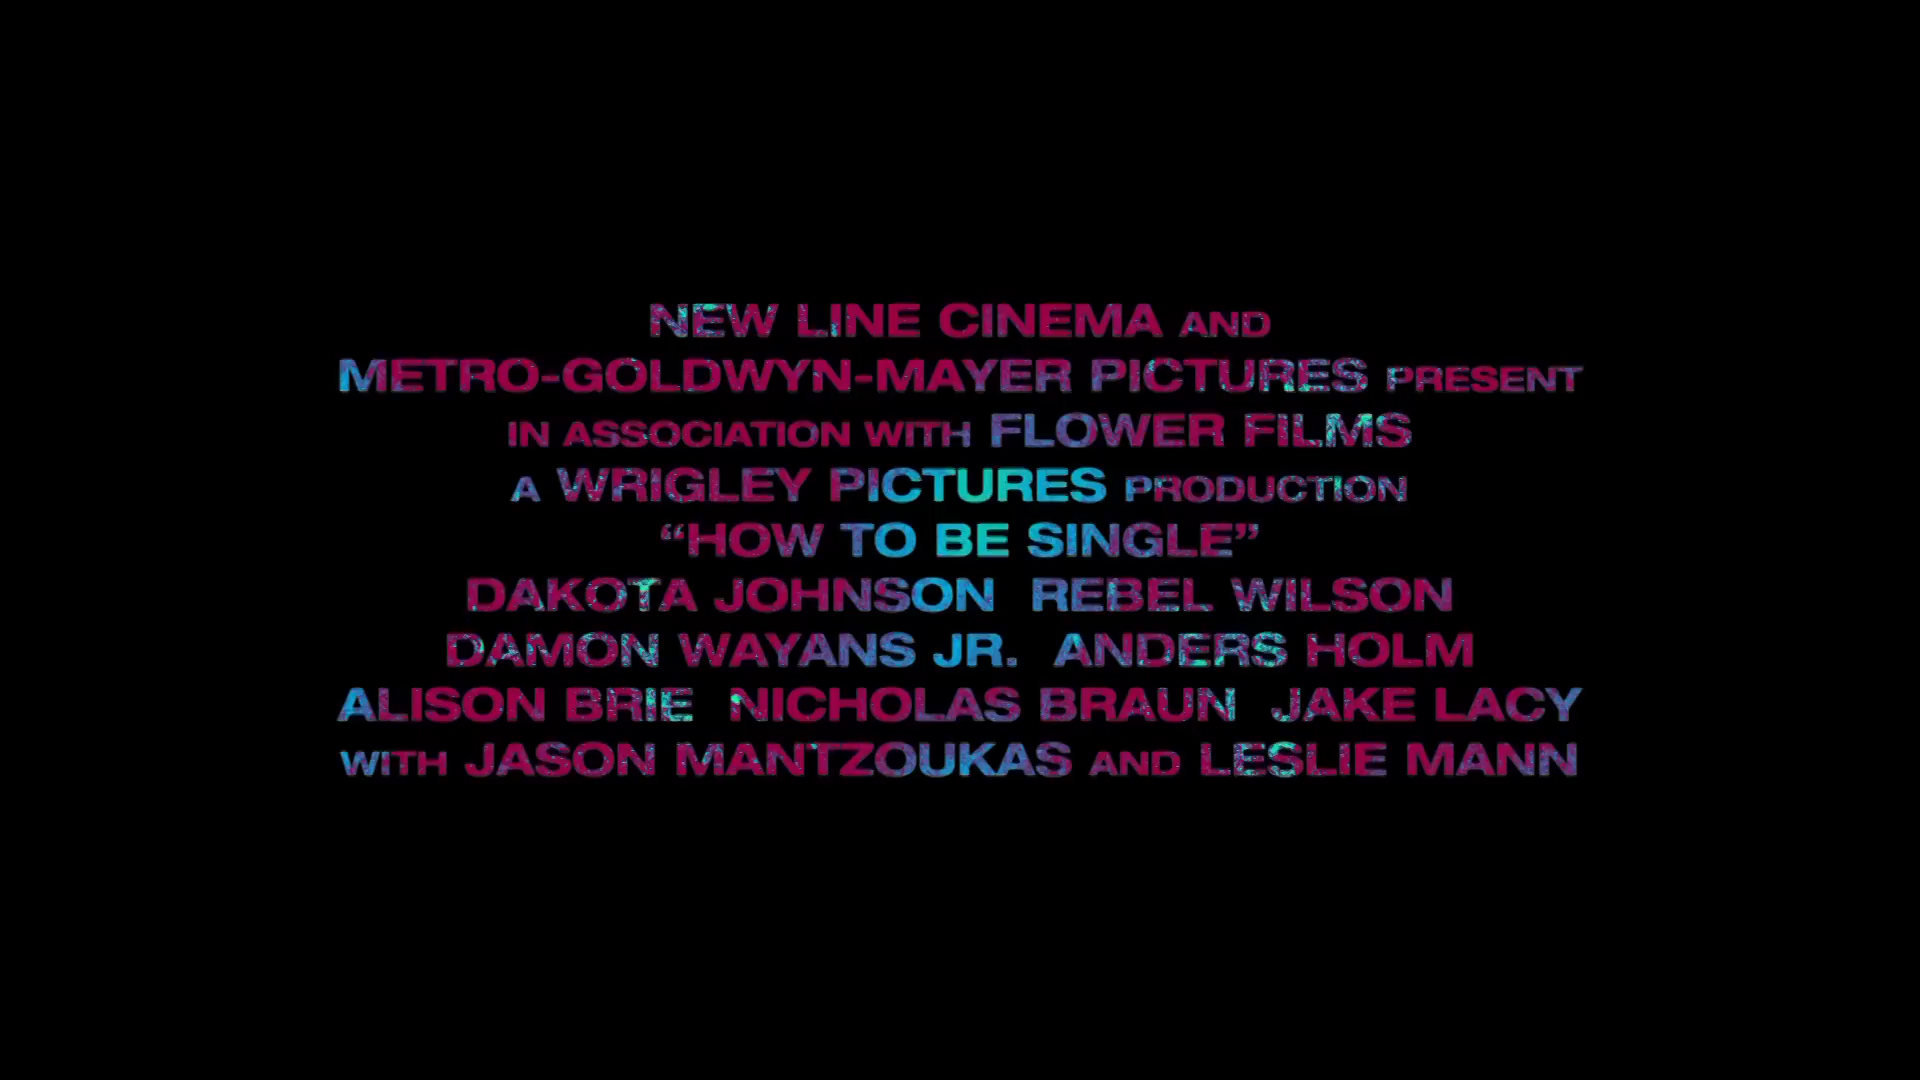 NEW LINE CINEMA AND
METRO-GOLDWYN-MAYER PICTURES PRESENT
IN ASSOCIATION WITH FLOWER FILMS
A WRIGLEY PICTURES PRODUCTION
“HOW TO BE SINGLE”
DAKOTA JOHNSON REBEL WILSON
DAMON WAYANS JR. ANDERS HOLM
ALISON BRIE NICHOLAS BRAUN JAKE LACY
WITH JASON MANTZOUKAS AND LESLIE MANN